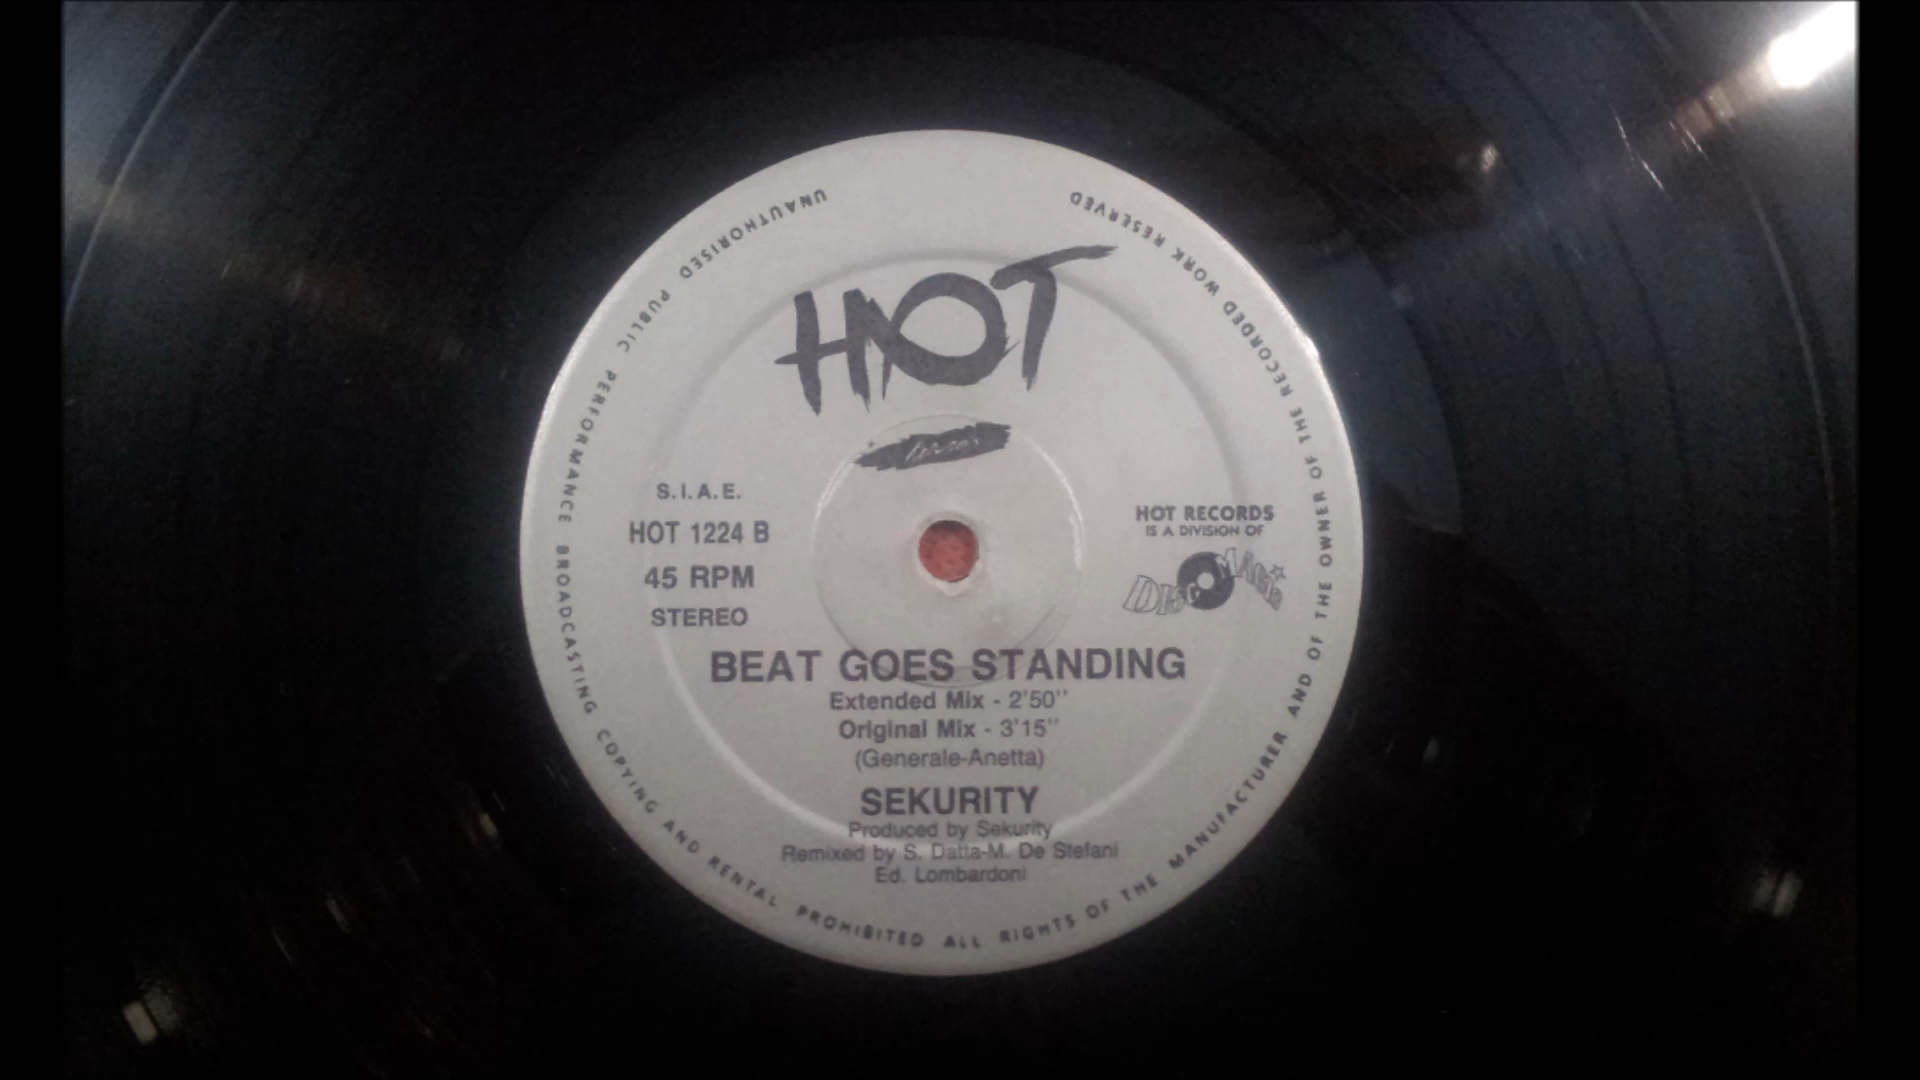 UNAUTHORISED PUBLIC PERFORMANCE BROADCASTING COPYING AND RENTAL PROHIBITED ALL RIGHTS OF THE MANUFACTURER AND OF THE OWNER OF THE RECORDED WORK RESERVED
HOT
S.I.A.E.
HOT 1224 B
45 RPM
STEREO
HOT RECORDS
IS A DIVISION OF
DISCOMAGIC
BEAT GOES STANDING
Extended Mix - 2'50''
Original Mix - 3'15''
(Generale-Anetta)
SEKURITY
Produced by Sekurity
Remixed by S. Datta-M. De Stefani
Ed. Lombardoni